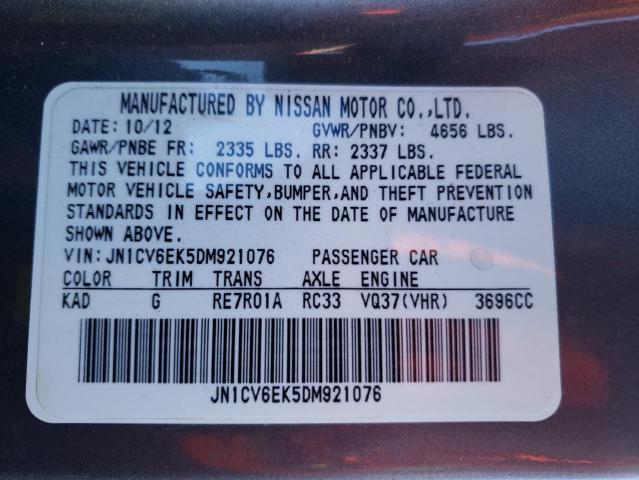 MANUFACTURED BY NISSAN MOTOR CO.,LTD.
DATE: 10/12 GVWR/PNBV: 4656 LBS.
GAWR/PNBE FR: 2335 LBS. RR: 2337 LBS.
THIS VEHICLE CONFORMS TO ALL APPLICABLE FEDERAL
MOTOR VEHICLE SAFETY,BUMPER,AND THEFT PREVENTION
STANDARDS IN EFFECT ON THE DATE OF MANUFACTURE
SHOWN ABOVE.
VIN:JN1CV6EK5DM921076 PASSENGER CAR
COLOR TRIM TRANS AXLE ENGINE
KAD G RE7R01A RC33 VQ37(VHR) 3696CC
JN1CV6EK5DM921076